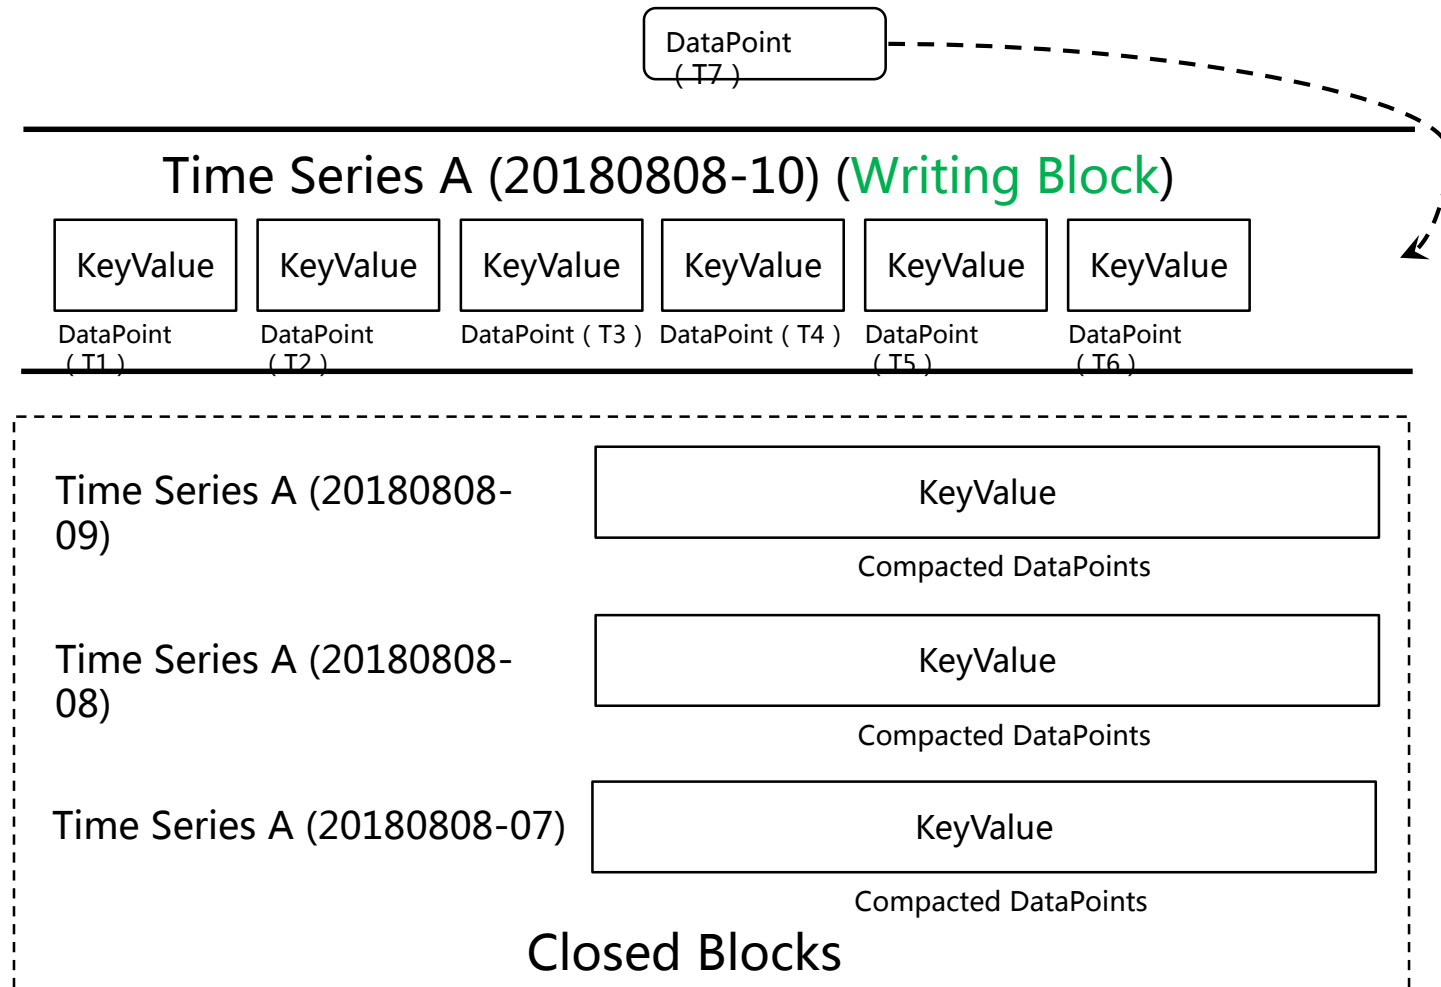 DataPoint
( T7 )
Time Series A (20180808-10) (Writing Block)
KeyValue KeyValue KeyValue KeyValue KeyValue KeyValue
DataPoint DataPoint DataPoint ( T3 ) DataPoint ( T4 ) DataPoint DataPoint
( T1 ) ( T2 ) ( T5 ) ( T6 )
Time Series A (20180808-
09)
KeyValue
Compacted DataPoints
Time Series A (20180808-
08)
KeyValue
Compacted DataPoints
Time Series A (20180808-07)
KeyValue
Compacted DataPoints
Closed Blocks